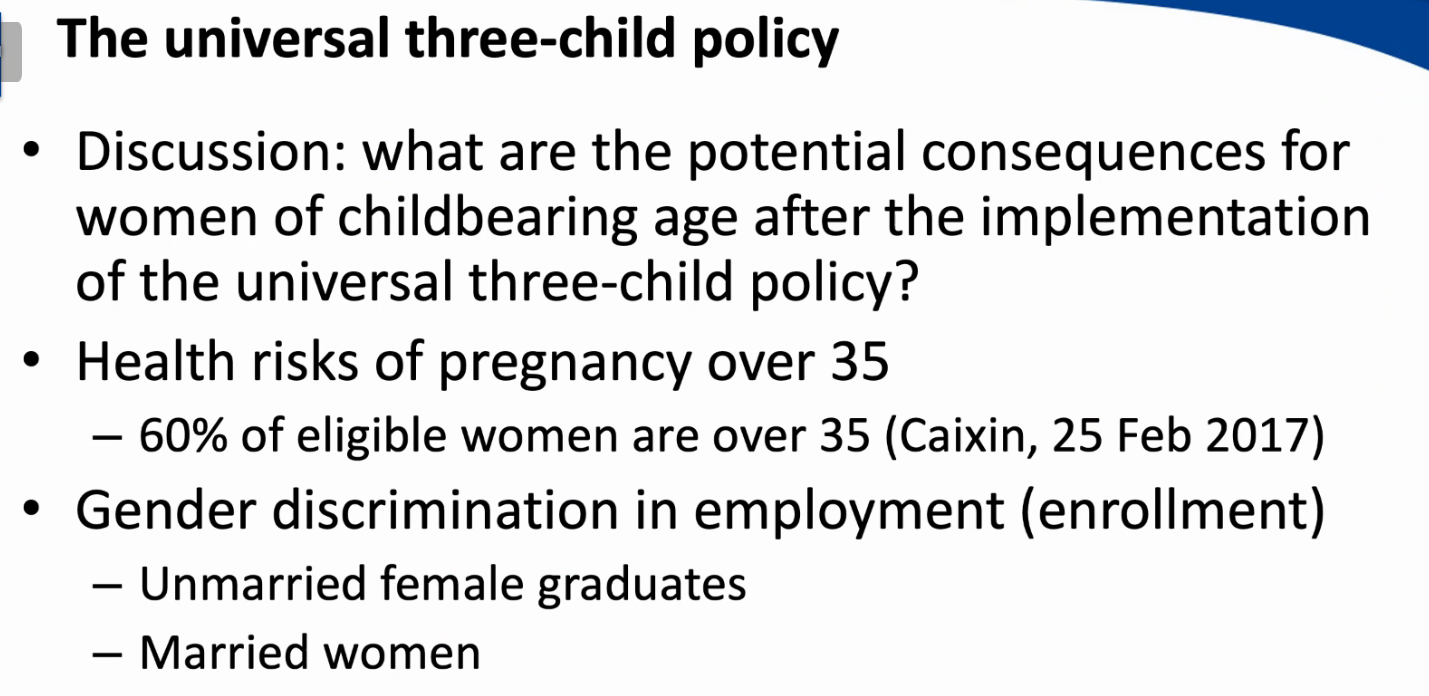 The universal three-child policy
• Discussion: what are the potential consequences for
women of childbearing age after the implementation
of the universal three-child policy?
• Health risks of pregnancy over 35
– 60% of eligible women are over 35 (Caixin, 25 Feb 2017)
• Gender discrimination in employment (enrollment)
– Unmarried female graduates
– Married women